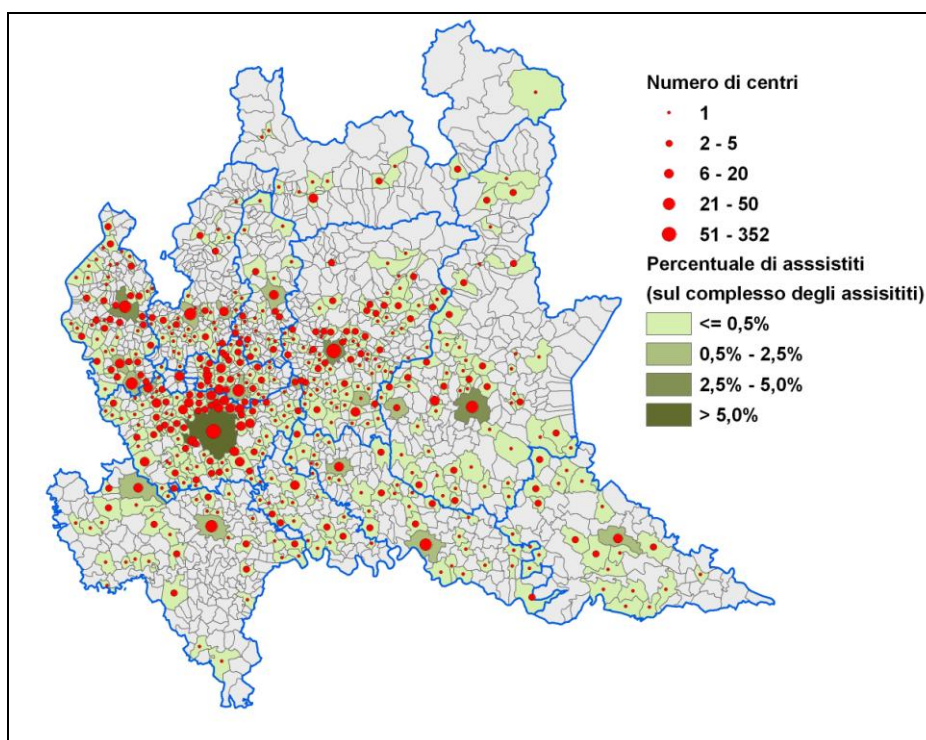 Numero di centri
1
2 - 5
6 - 20
21 - 50
51 - 352
Percentuale di asssistiti
(sul complesso degli assisititi)
<= 0,5%
0,5% - 2,5%
2,5% - 5,0%
> 5,0%